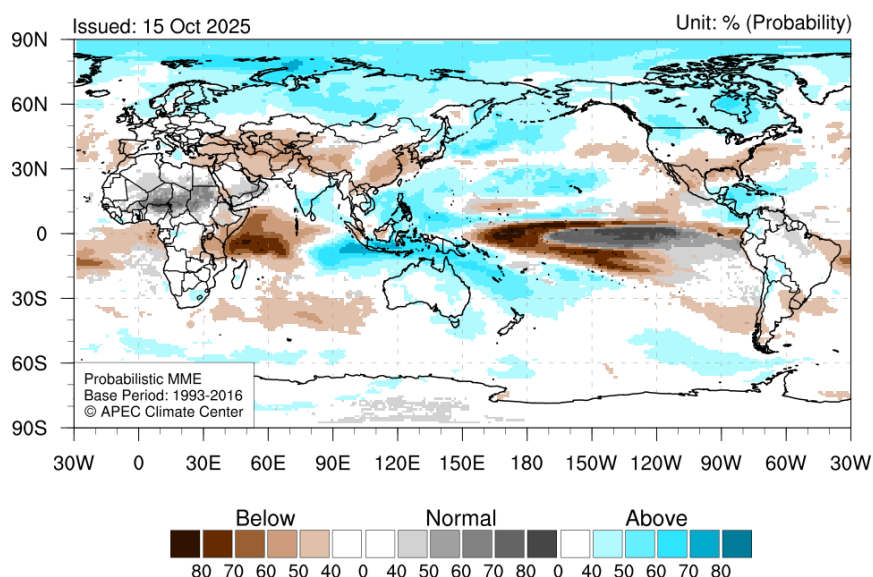 Issued: 15 Oct 2025
Unit: % (Probability)
90N
60N
30N
0
30S
60S
90S
Probabilistic MME
Base Period: 1993-2016
© APEC Climate Center
30W 0 30E 60E 90E 120E 150E 180 150W 120W 90W 60W 30W
Below Normal Above
80 70 60 50 40 0 40 50 60 70 80 0 40 50 60 70 80